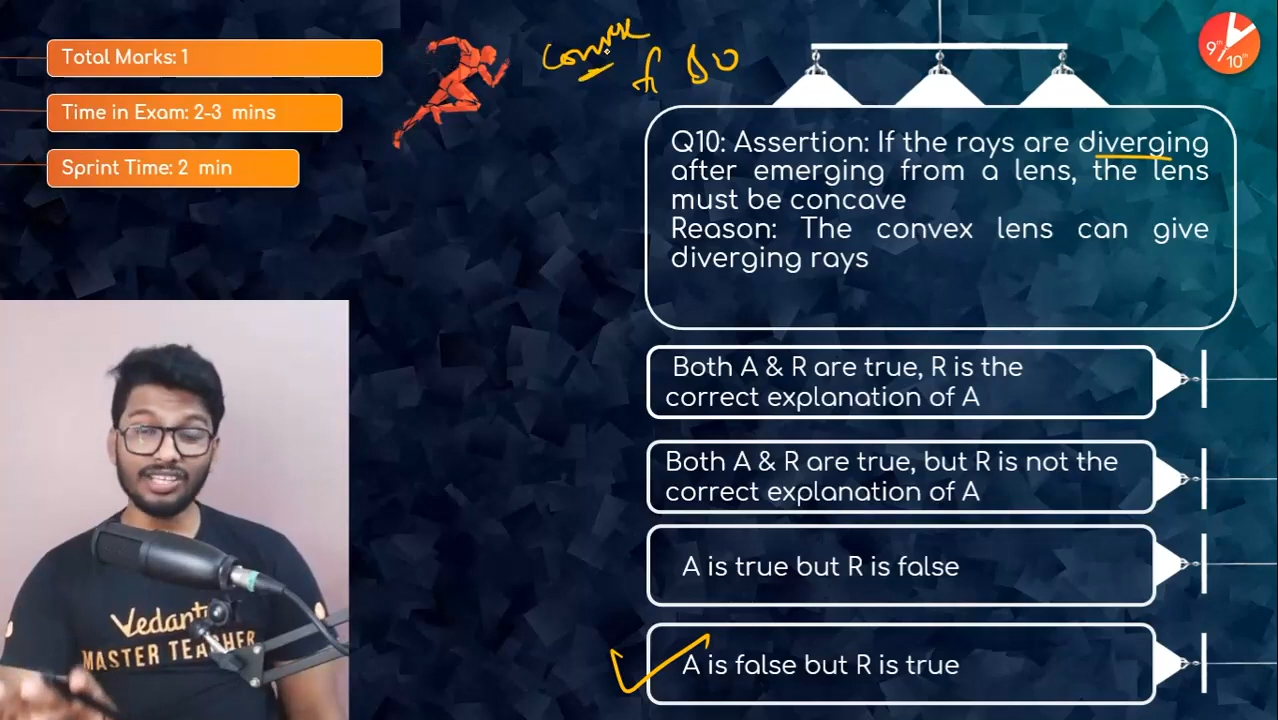 Total Marks: 1
Time in Exam: 2-3 mins
Sprint Time: 2 min
Convex
9th
10th
Q10: Assertion: If the rays are diverging
after emerging from a lens, the lens
must be concave
Reason: The convex lens can give
diverging rays
Both A & R are true, R is the
correct explanation of A
Both A & R are true, but R is not the
correct explanation of A
A is true but R is false
A is false but R is true
MASTER TEACHER